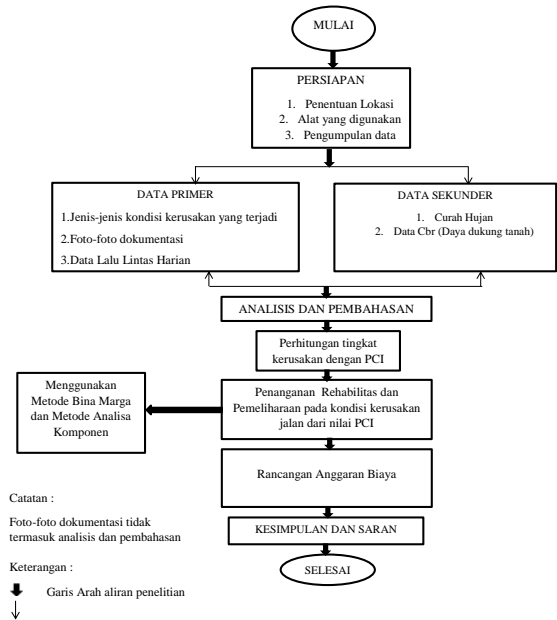 MULAI
PERSIAPAN
1. Penentuan Lokasi
2. Alat yang digunakan
3. Pengumpulan data
DATA PRIMER
1.Jenis-jenis kondisi kerusakan yang terjadi
2.Foto-foto dokumentasi
3.Data Lalu Lintas Harian
DATA SEKUNDER
1. Curah Hujan
2. Data Cbr (Daya dukung tanah)
ANALISIS DAN PEMBAHASAN
Perhitungan tingkat
kerusakan dengan PCI
Menggunakan
Metode Bina Marga
dan Metode Analisa
Komponen
Penanganan Rehabilitas dan
Pemeliharaan pada kondisi kerusakan
jalan dari nilai PCI
Rancangan Anggaran Biaya
KESIMPULAN DAN SARAN
SELESAI
Catatan :
Foto-foto dokumentasi tidak
termasuk analisis dan pembahasan
Keterangan :
Garis Arah aliran penelitian